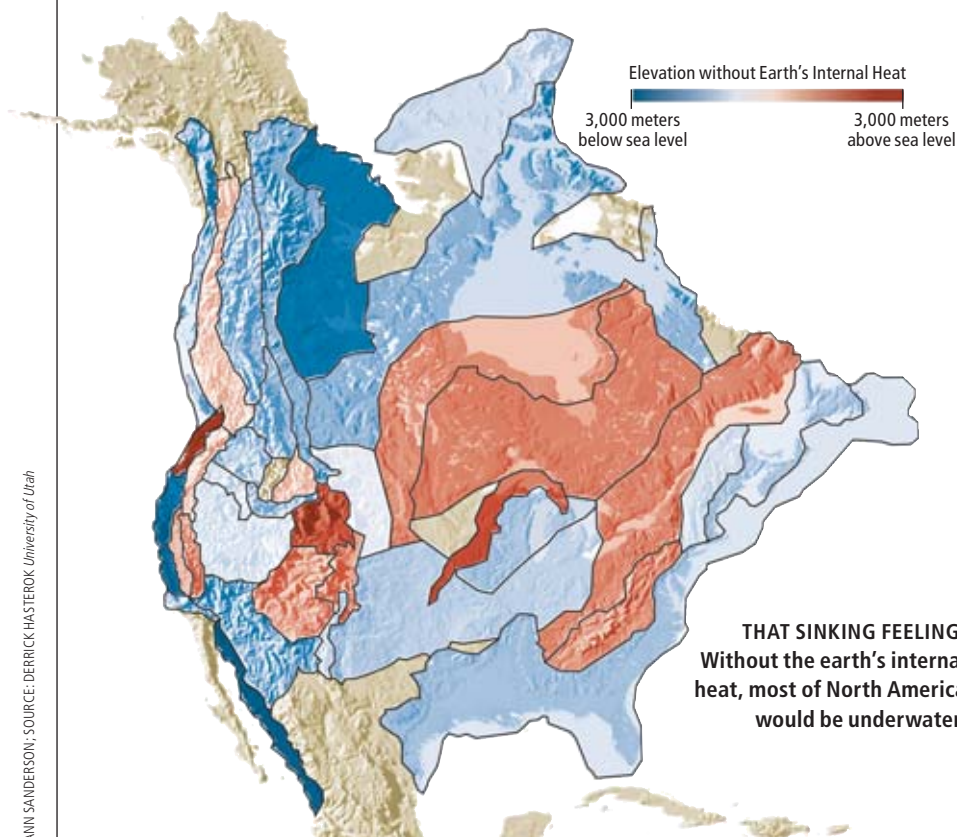 Elevation without Earth's Internal Heat
3,000 meters
below sea level
3,000 meters
above sea level
THAT SINKING FEELING
Without the earth's interna
heat, most of North America
would be underwater
ANN SANDERSON; SOURCE: DERRICK HASTEROK University of Utah